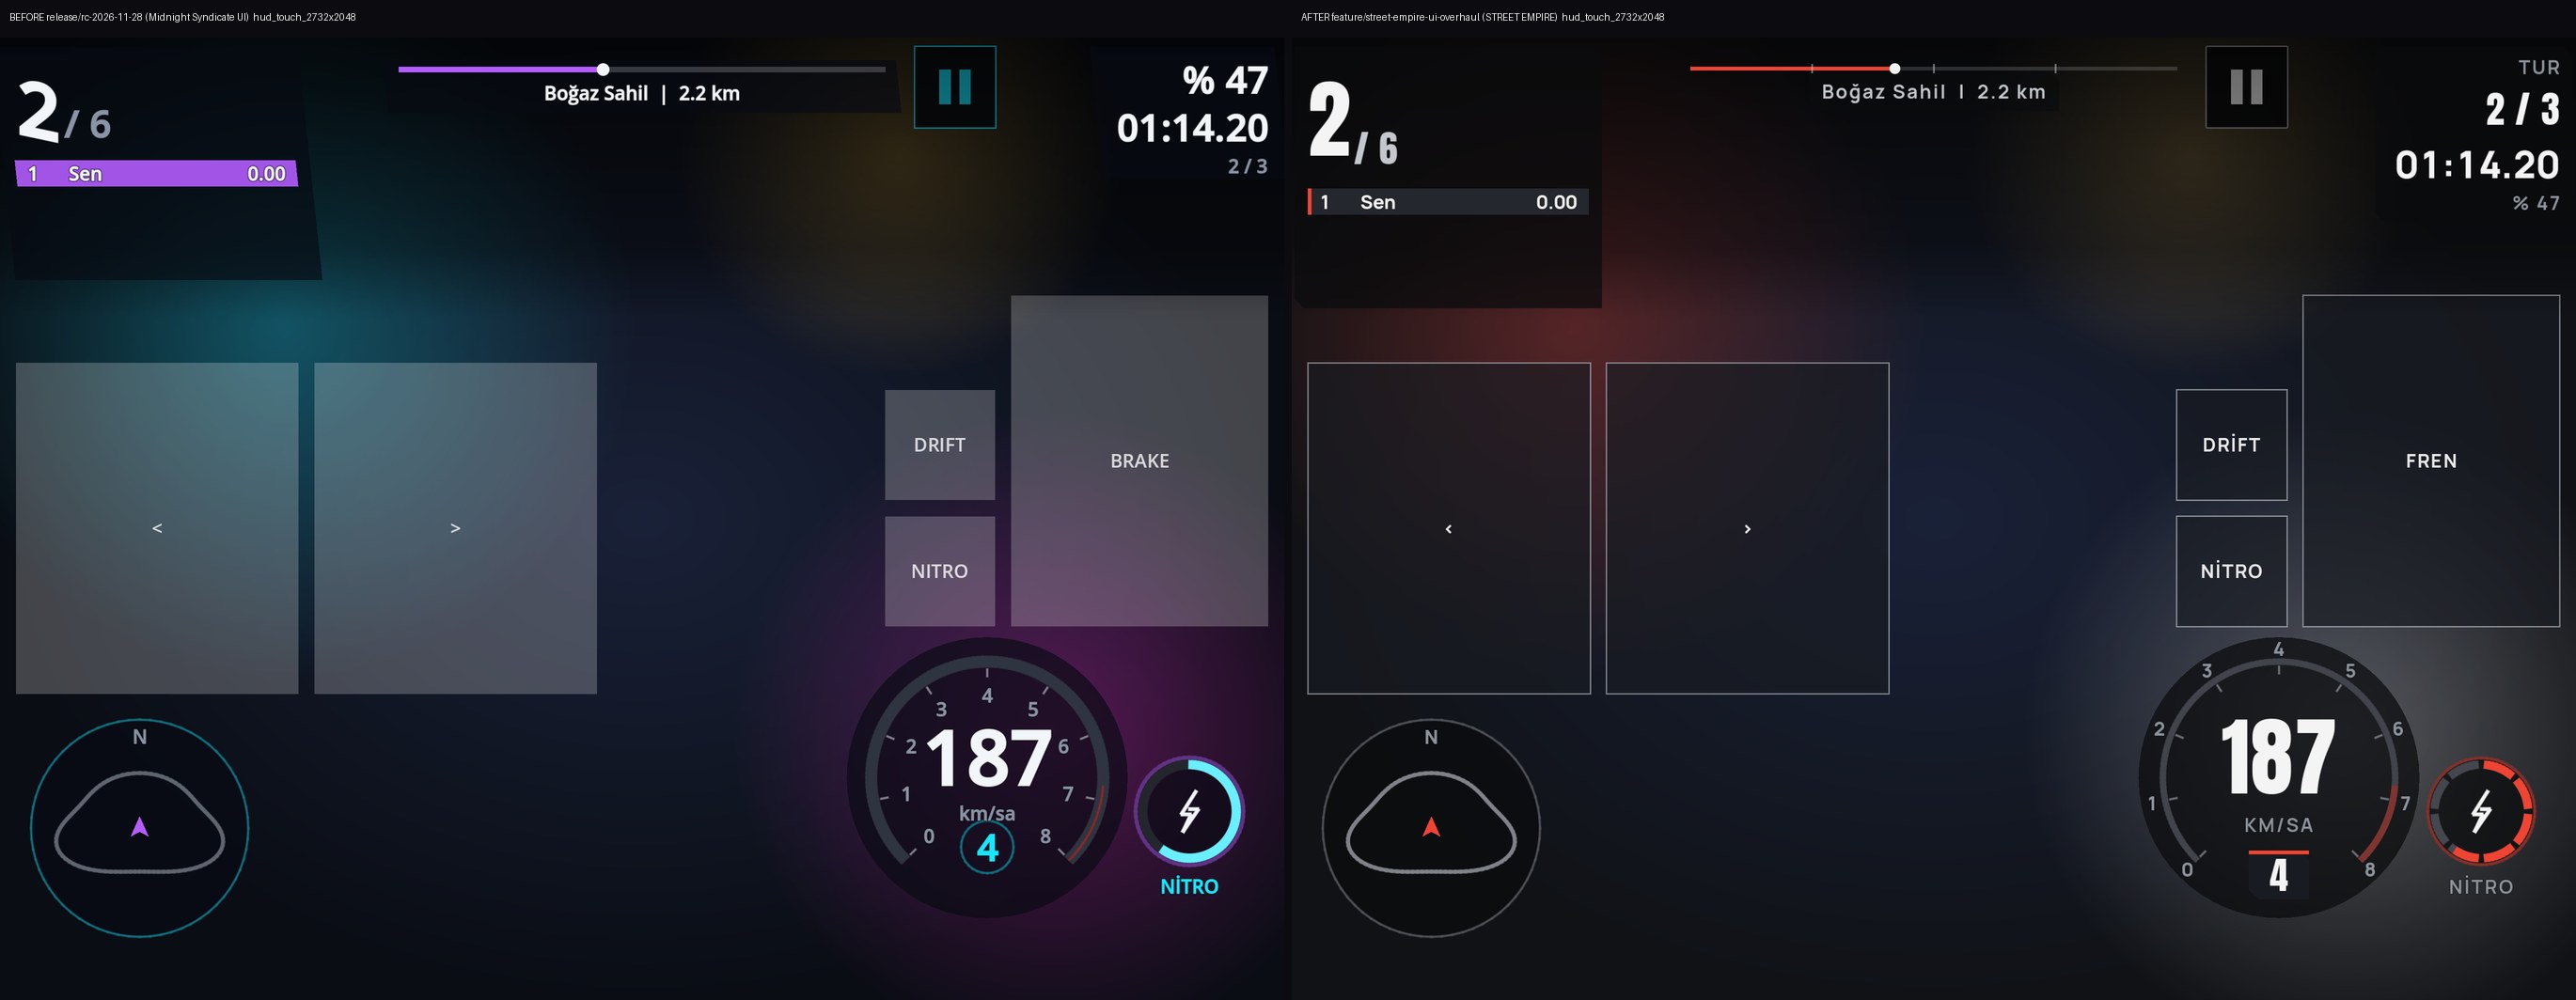 BEFORE release/rc-2026-11-28 (Midnight Syndicate UI) hud_touch_2732x2048
2 / 6
1 Sen 0.00
Boğaz Sahil | 2.2 km
% 47
01:14.20
2 / 3
DRIFT
BRAKE
< >
NITRO
N
0 1 2 3 4 5 6 7 8
187
km/sa
4
NİTRO
AFTER feature/street-empire-ui-overhaul (STREET EMPIRE) hud_touch_2732x2048
2 / 6
1 Sen 0.00
Boğaz Sahil | 2.2 km
TUR
2 / 3
01:14.20
% 47
DRİFT
FREN
‹ ›
NİTRO
N
0 1 2 3 4 5 6 7 8
187
KM/SA
4
NİTRO